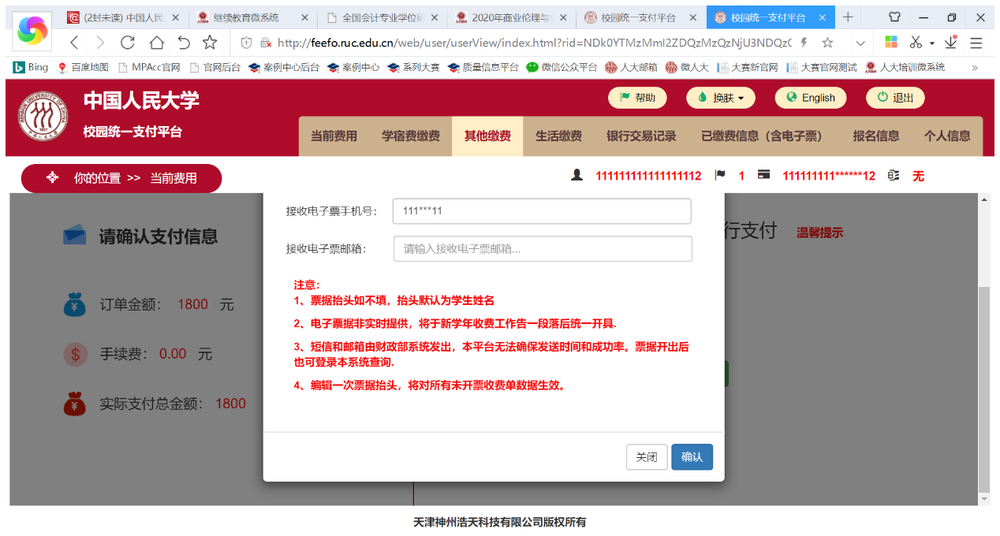 (2封未读) 中国人民
继续教育微系统
全国会计专业学位研
2020年商业伦理与
校园统一支付平台
校园统一支付平台
http://feefo.ruc.edu.cn/web/user/userView/index.html?rid=NDk0YTMzMmI2ZDQzMzQzNjU3NDQz
Bing 百度地图 MPAcc官网 官网后台 案例中心后台 案例中心 系列大赛 质量信息平台 微信公众平台 人大邮箱 微人大 大赛新官网 大赛官网测试 人大培训微系统 »
中国人民大学
校园统一支付平台
帮助 换肤 English 退出
当前费用 学宿费缴费 其他缴费 生活缴费 银行交易记录 已缴费信息（含电子票） 报名信息 个人信息
你的位置 >> 当前费用
111111111111111112 1 111111111******12 无
接收电子票手机号： 111***11
接收电子票邮箱： 请输入接收电子票邮箱...
请确认支付信息
行支付 温馨提示
订单金额： 1800 元
手续费： 0.00 元
实际支付总金额： 1800
注意：
1、票据抬头如不填，抬头默认为学生姓名
2、电子票据非实时提供，将于新学年收费工作告一段落后统一开具.
3、短信和邮箱由财政部系统发出，本平台无法确保发送时间和成功率。票据开出后
也可登录本系统查询.
4、编辑一次票据抬头，将对所有未开票收费单数据生效。
关闭 确认
天津神州浩天科技有限公司版权所有